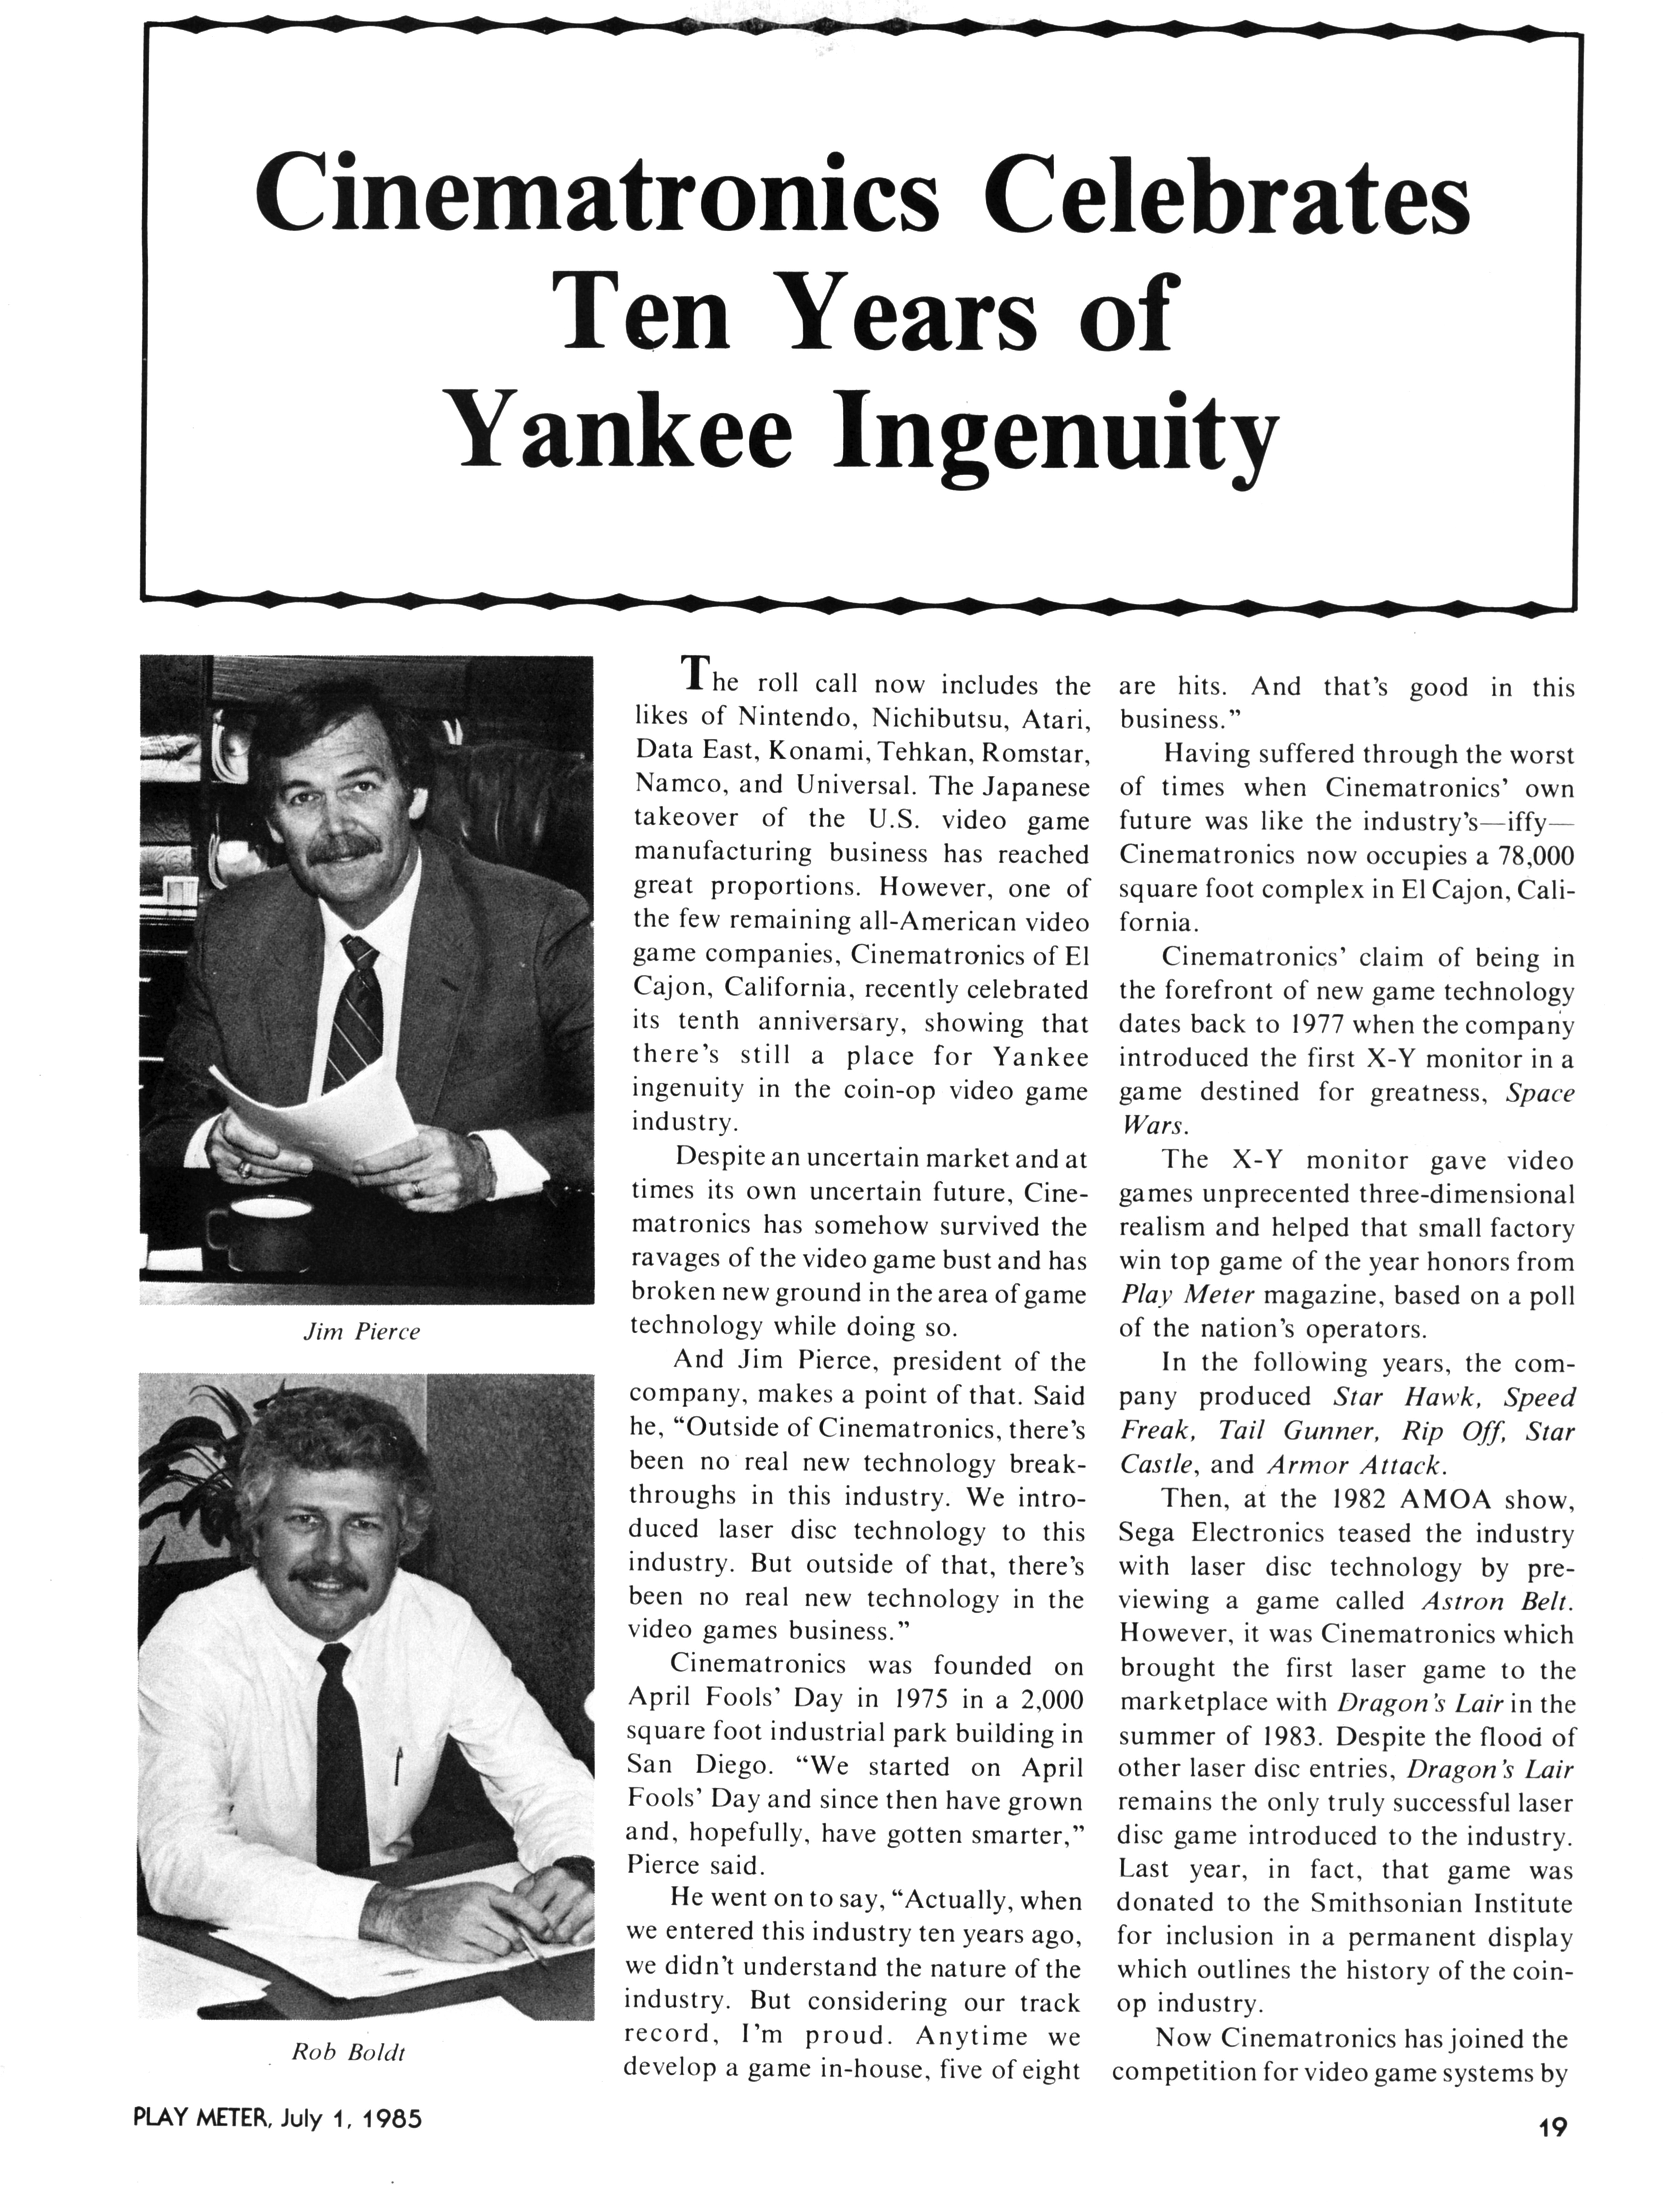 Cinematronics Celebrates
Ten Years of
Yankee Ingenuity
Jim Pierce
Rob Boldt
The roll call now includes the
likes of Nintendo, Nichibutsu, Atari,
Data East, Konami, Tehkan, Romstar,
Namco, and Universal. The Japanese
takeover of the U.S. video game
manufacturing business has reached
great proportions. However, one of
the few remaining all-American video
game companies, Cinematronics of El
Cajon, California, recently celebrated
its tenth anniversary, showing that
there's still a place for Yankee
ingenuity in the coin-op video game
industry.
Despite an uncertain market and at
times its own uncertain future, Cine-
matronics has somehow survived the
ravages of the video game bust and has
broken new ground in the area of game
technology while doing so.
And Jim Pierce, president of the
company, makes a point of that. Said
he, “Outside of Cinematronics, there's
been no real new technology break-
throughs in this industry. We intro-
duced laser disc technology to this
industry. But outside of that, there's
been no real new technology in the
video games business.”
Cinematronics was founded on
April Fools' Day in 1975 in a 2,000
square foot industrial park building in
San Diego. “We started on April
Fools' Day and since then have grown
and, hopefully, have gotten smarter,”
Pierce said.
He went on to say, “Actually, when
we entered this industry ten years ago,
we didn't understand the nature of the
industry. But considering our track
record, I'm proud. Anytime we
develop a game in-house, five of eight
are hits. And that's good in this
business.”
Having suffered through the worst
of times when Cinematronics' own
future was like the industry's—iffy—
Cinematronics now occupies a 78,000
square foot complex in El Cajon, Cali-
fornia.
Cinematronics' claim of being in
the forefront of new game technology
dates back to 1977 when the company
introduced the first X-Y monitor in a
game destined for greatness, Space
Wars.
The X-Y monitor gave video
games unprecented three-dimensional
realism and helped that small factory
win top game of the year honors from
Play Meter magazine, based on a poll
of the nation's operators.
In the following years, the com-
pany produced Star Hawk, Speed
Freak, Tail Gunner, Rip Off, Star
Castle, and Armor Attack.
Then, at the 1982 AMOA show,
Sega Electronics teased the industry
with laser disc technology by pre-
viewing a game called Astron Belt.
However, it was Cinematronics which
brought the first laser game to the
marketplace with Dragon's Lair in the
summer of 1983. Despite the flood of
other laser disc entries, Dragon's Lair
remains the only truly successful laser
disc game introduced to the industry.
Last year, in fact, that game was
donated to the Smithsonian Institute
for inclusion in a permanent display
which outlines the history of the coin-
op industry.
Now Cinematronics has joined the
competition for video game systems by
PLAY METER, July 1, 1985
19